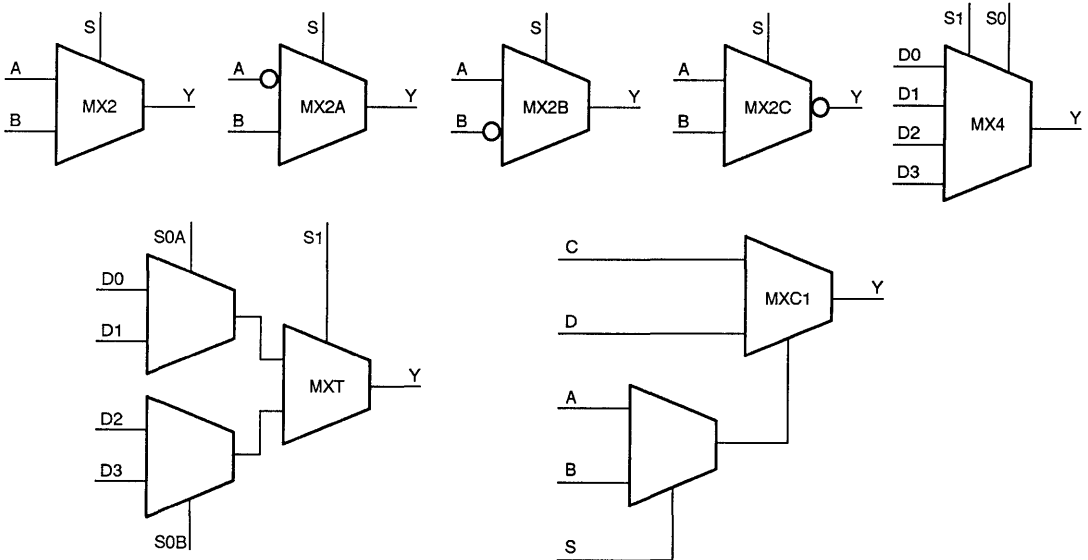 S
A
MX2
Y
B
S
A
MX2A
Y
B
S
A
MX2B
Y
B
S
A
MX2C
Y
B
S1 S0
D0
D1
MX4
Y
D2
D3
S0A
S1
D0
D1
MXT
Y
D2
D3
S0B
C
MXC1
Y
D
A
B
S